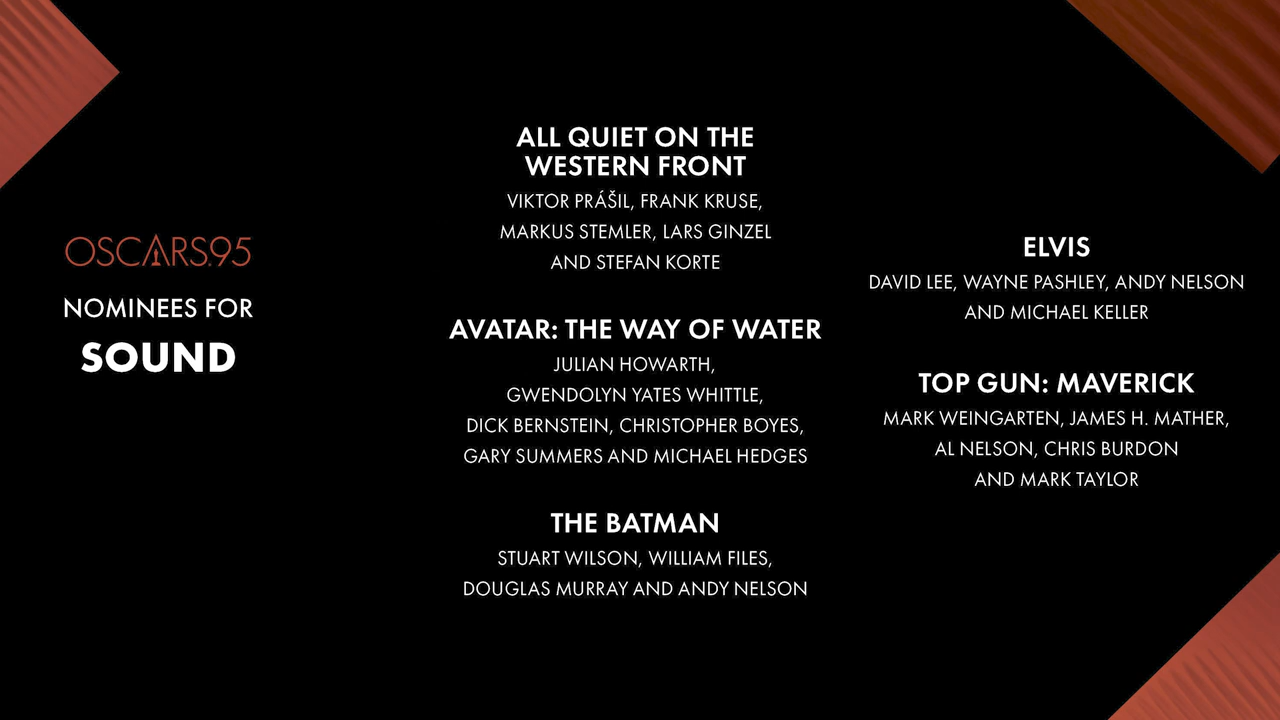 OSCARS.95
NOMINEES FOR
SOUND
ALL QUIET ON THE
WESTERN FRONT
VIKTOR PRÁŠIL, FRANK KRUSE,
MARKUS STEMLER, LARS GINZEL
AND STEFAN KORTE
AVATAR: THE WAY OF WATER
JULIAN HOWARTH,
GWENDOLYN YATES WHITTLE,
DICK BERNSTEIN, CHRISTOPHER BOYES,
GARY SUMMERS AND MICHAEL HEDGES
THE BATMAN
STUART WILSON, WILLIAM FILES,
DOUGLAS MURRAY AND ANDY NELSON
ELVIS
DAVID LEE, WAYNE PASHLEY, ANDY NELSON
AND MICHAEL KELLER
TOP GUN: MAVERICK
MARK WEINGARTEN, JAMES H. MATHER,
AL NELSON, CHRIS BURDON
AND MARK TAYLOR